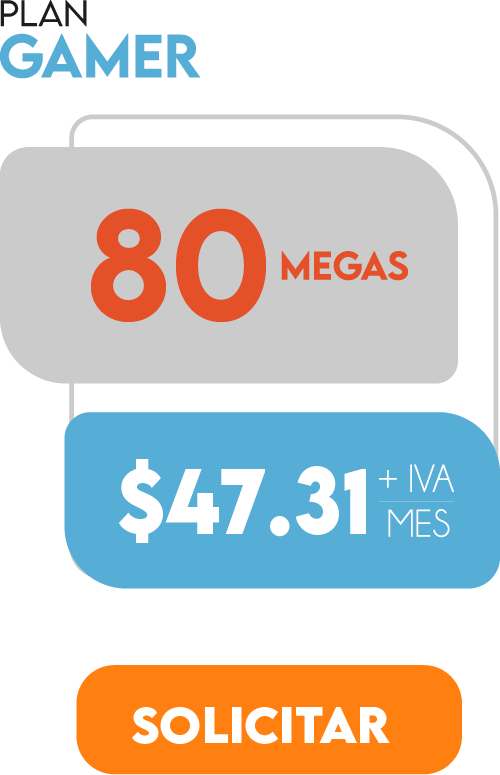 PLAN
GAMER
80 MEGAS
$47.31 + IVA
MES
SOLICITAR